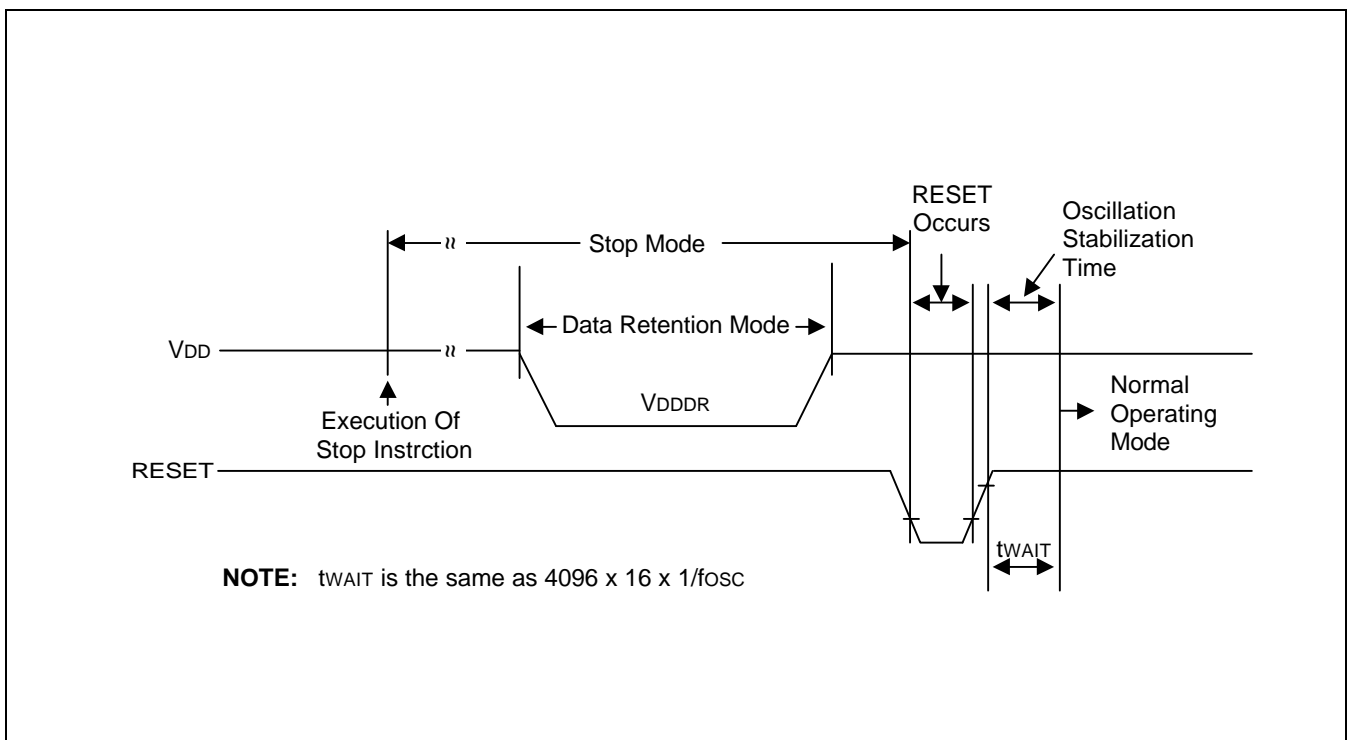 RESET
Occurs
Oscillation
Stabilization
Time
Stop Mode
Data Retention Mode
VDD
VDDDR
Execution Of
Stop Instrction
Normal
Operating
Mode
RESET
tWAIT
NOTE: tWAIT is the same as 4096 x 16 x 1/fOSC